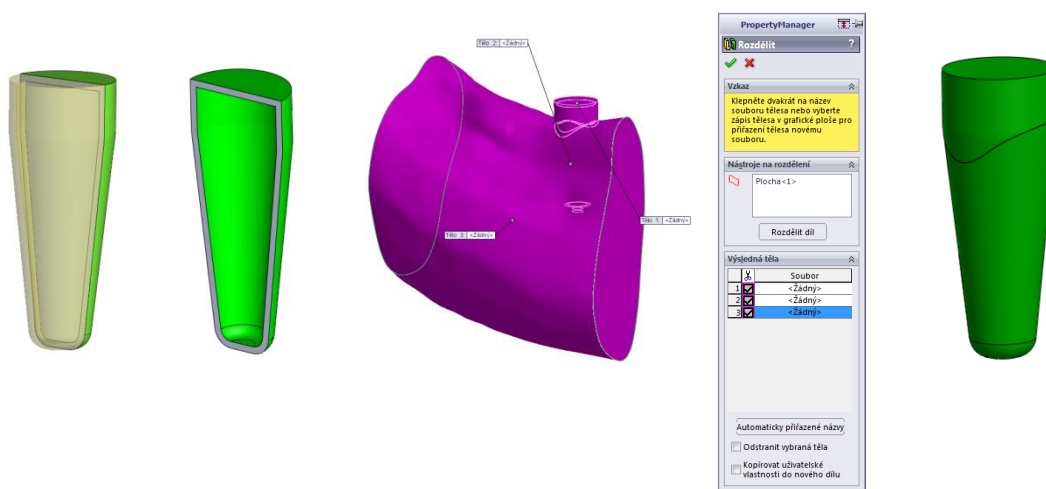 Tělo 2: <Žádný>
Tělo 1: <Žádný>
Tělo 3: <Žádný>
PropertyManager
Rozdělit ?
Vzkaz
Klepněte dvakrát na název
souboru tělesa nebo vyberte
zápis tělesa v grafické ploše pro
přiřazení tělesa novému
souboru.
Nástroje na rozdělení
Plocha<1>
Rozdělit díl
Výsledná těla
Soubor
1 <Žádný>
2 <Žádný>
3 <Žádný>
Automaticky přiřazené názvy
Odstranit vybraná těla
Kopírovat uživatelské
vlastnosti do nového dílu